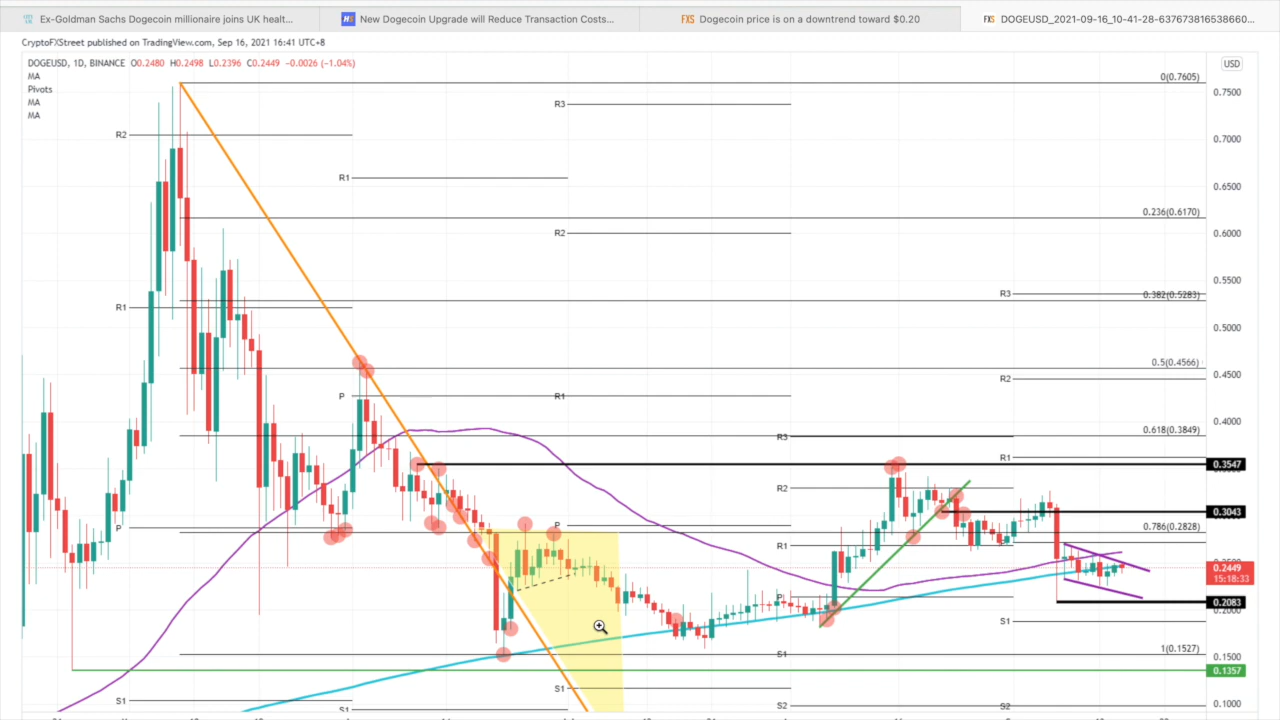 Ex-Goldman Sachs Dogecoin millionaire joins UK healt...
New Dogecoin Upgrade will Reduce Transaction Costs...
FXS Dogecoin price is on a downtrend toward $0.20
FXS DOGEUSD_2021-09-16_10-41-28-637673816538660...
CryptoFXStreet published on TradingView.com, Sep 16, 2021 16:41 UTC+8
DOGEUSD, 1D, BINANCE O0.2480 H0.2498 L0.2396 C0.2449 −0.0026 (−1.04%)
USD
MA
Pivots
MA
MA
0(0.7605)
0.7500
R3
R2
0.7000
R1
0.6500
0.236(0.6170)
R2
0.6000
0.5500
R3
0.382(0.5283)
R1
0.5000
0.5(0.4566)
0.4500
R2
P
R1
0.4000
0.618(0.3849)
R3
R1
0.3547
R2
0.3043
P
P
0.786(0.2828)
R1
0.2449
15:18:33
P
0.2083
S1
1(0.1527)
S1
0.1500
0.1357
S1
S1
S2
S2
0.1000
S1